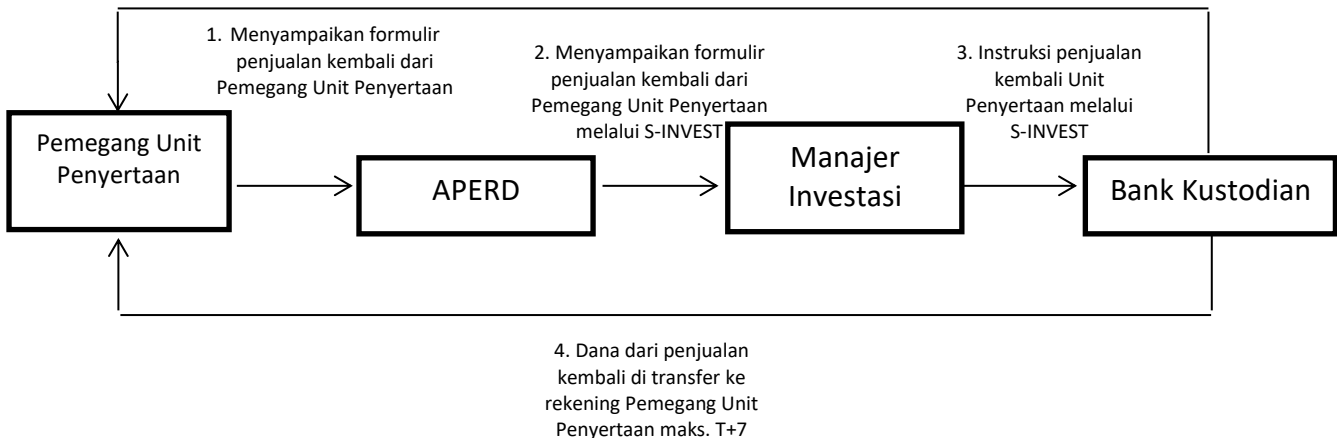 1. Menyampaikan formulir
penjualan kembali dari
Pemegang Unit Penyertaan
2. Menyampaikan formulir
penjualan kembali dari
Pemegang Unit Penyertaan
melalui S-INVEST
3. Instruksi penjualan
kembali Unit
Penyertaan melalui
S-INVEST
Pemegang Unit
Penyertaan
APERD
Manajer
Investasi
Bank Kustodian
4. Dana dari penjualan
kembali di transfer ke
rekening Pemegang Unit
Penyertaan maks. T+7